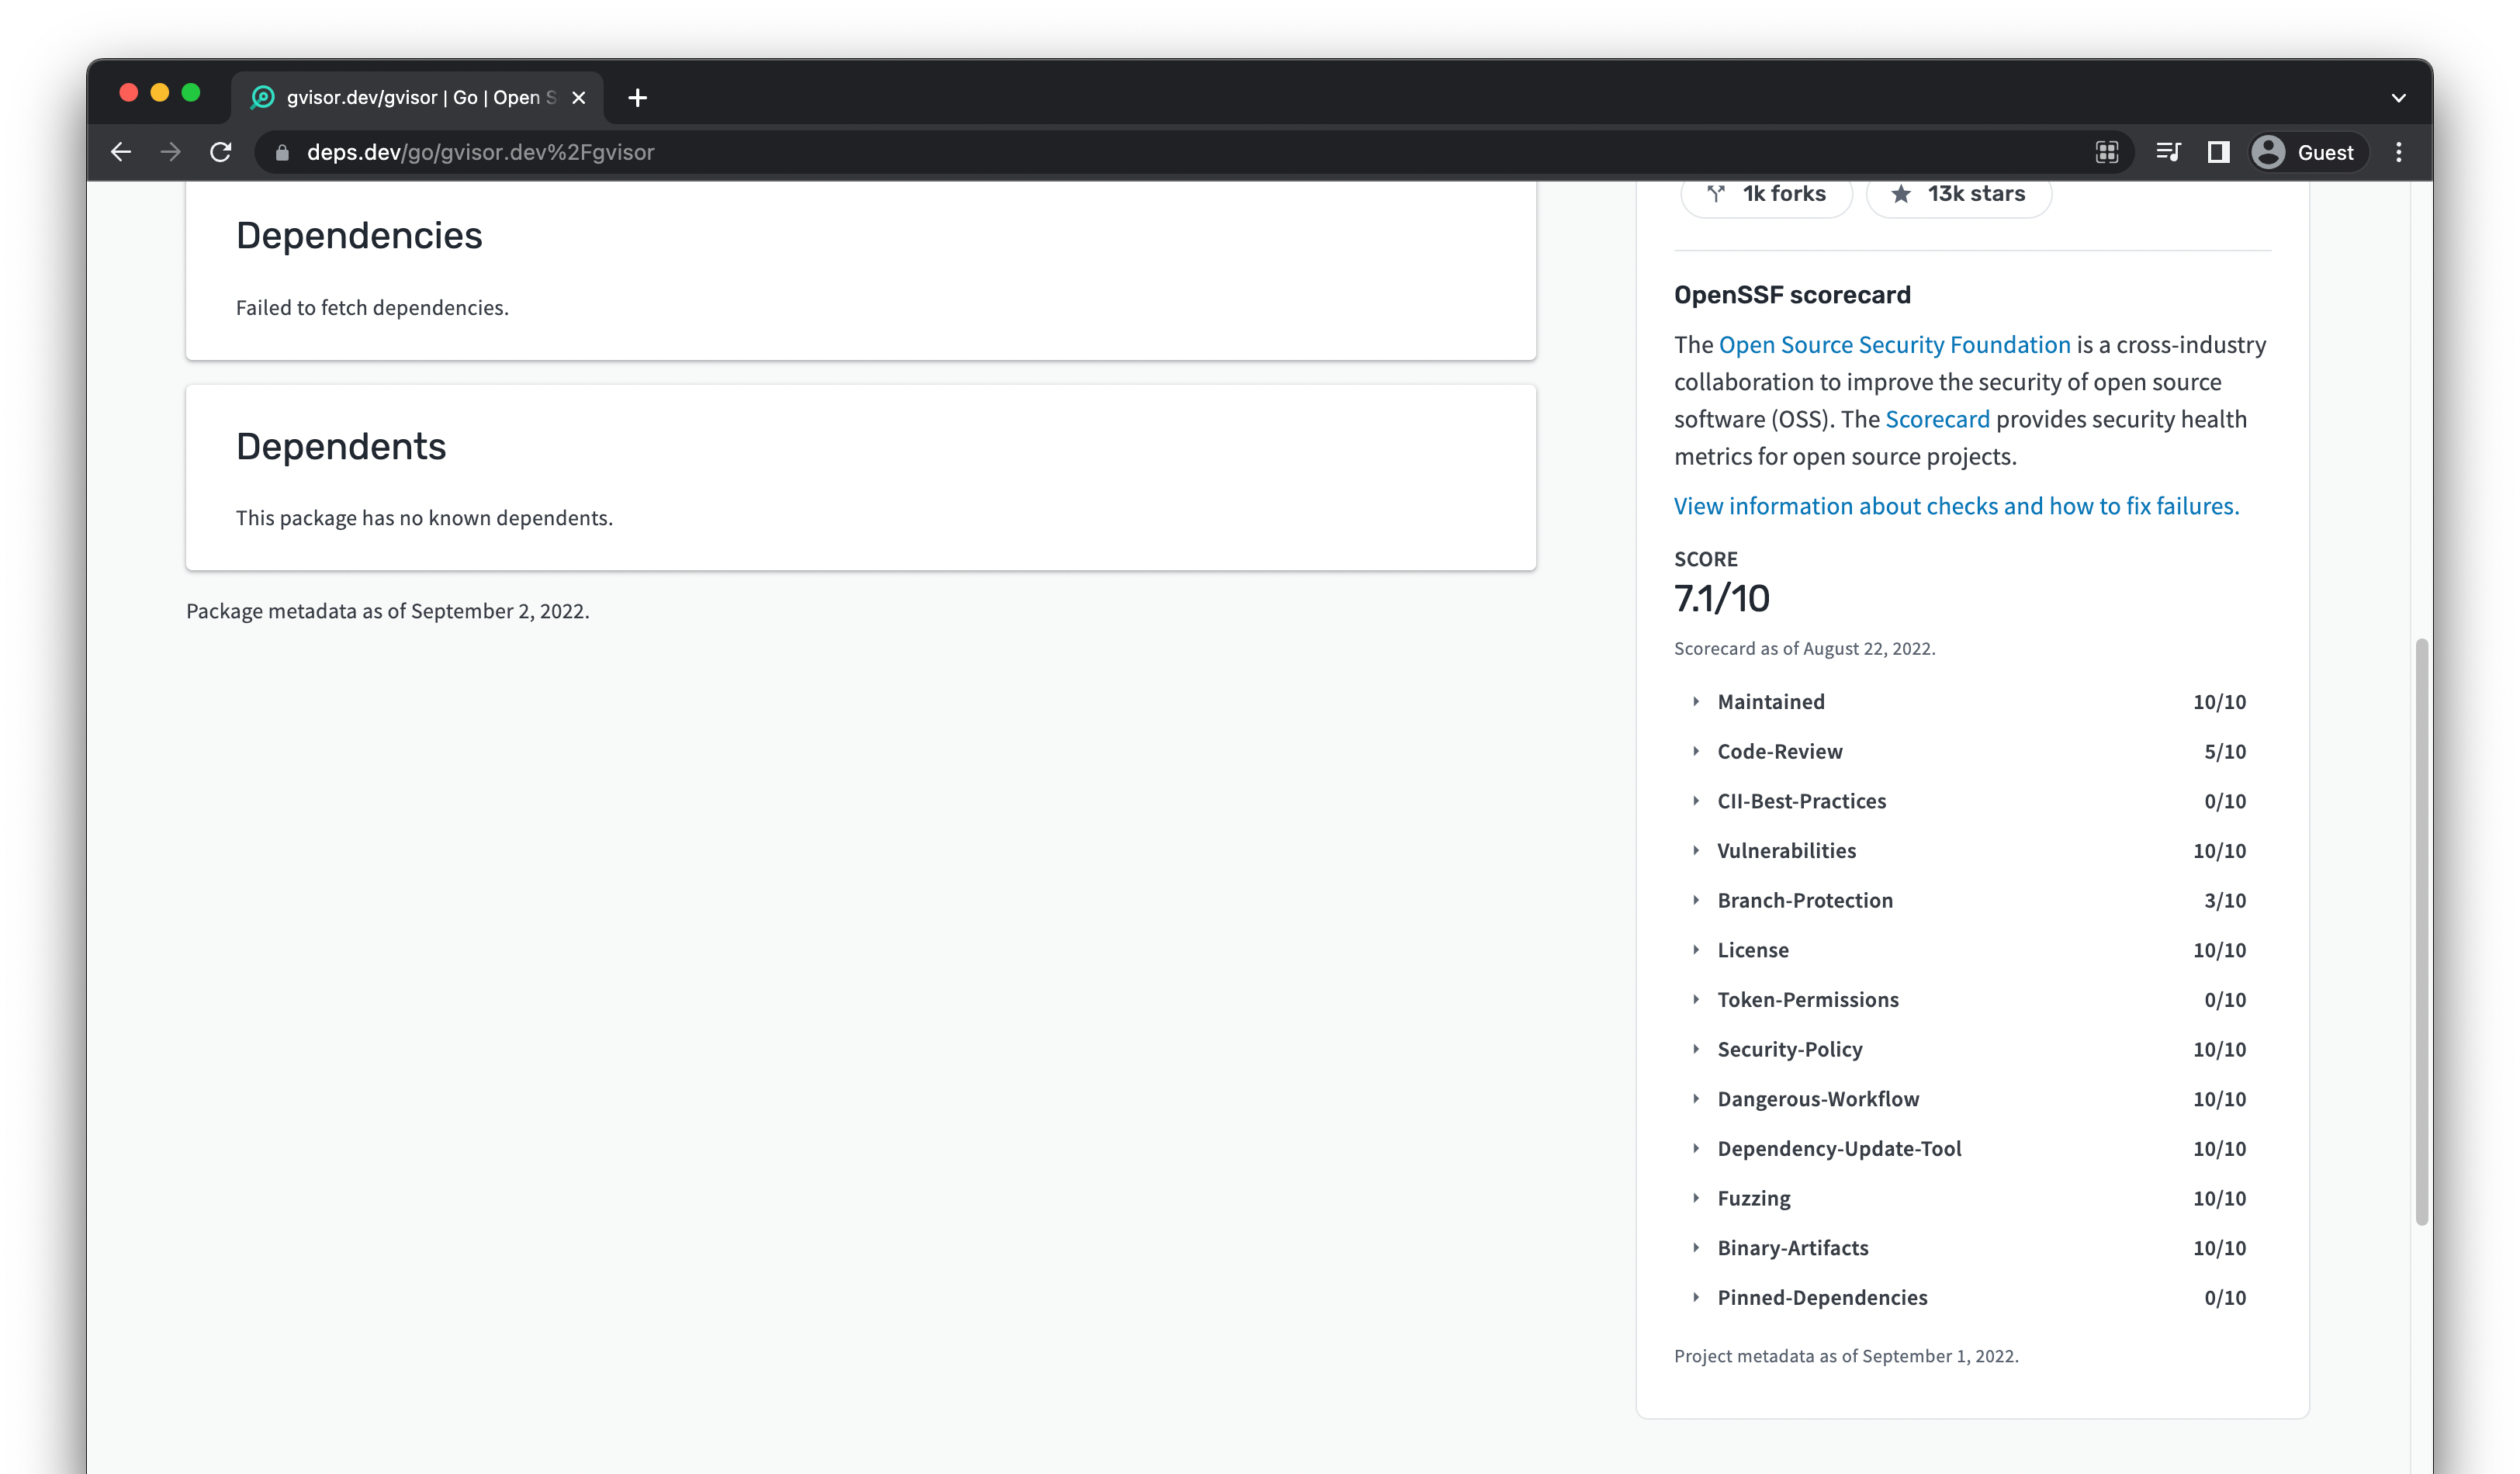 gvisor.dev/gvisor | Go | Open S
deps.dev/go/gvisor.dev%2Fgvisor
Guest
Dependencies
Failed to fetch dependencies.
Dependents
This package has no known dependents.
Package metadata as of September 2, 2022.
1k forks
13k stars
OpenSSF scorecard
The Open Source Security Foundation is a cross-industry
collaboration to improve the security of open source
software (OSS). The Scorecard provides security health
metrics for open source projects.
View information about checks and how to fix failures.
SCORE
7.1/10
Scorecard as of August 22, 2022.
Maintained 10/10
Code-Review 5/10
CII-Best-Practices 0/10
Vulnerabilities 10/10
Branch-Protection 3/10
License 10/10
Token-Permissions 0/10
Security-Policy 10/10
Dangerous-Workflow 10/10
Dependency-Update-Tool 10/10
Fuzzing 10/10
Binary-Artifacts 10/10
Pinned-Dependencies 0/10
Project metadata as of September 1, 2022.